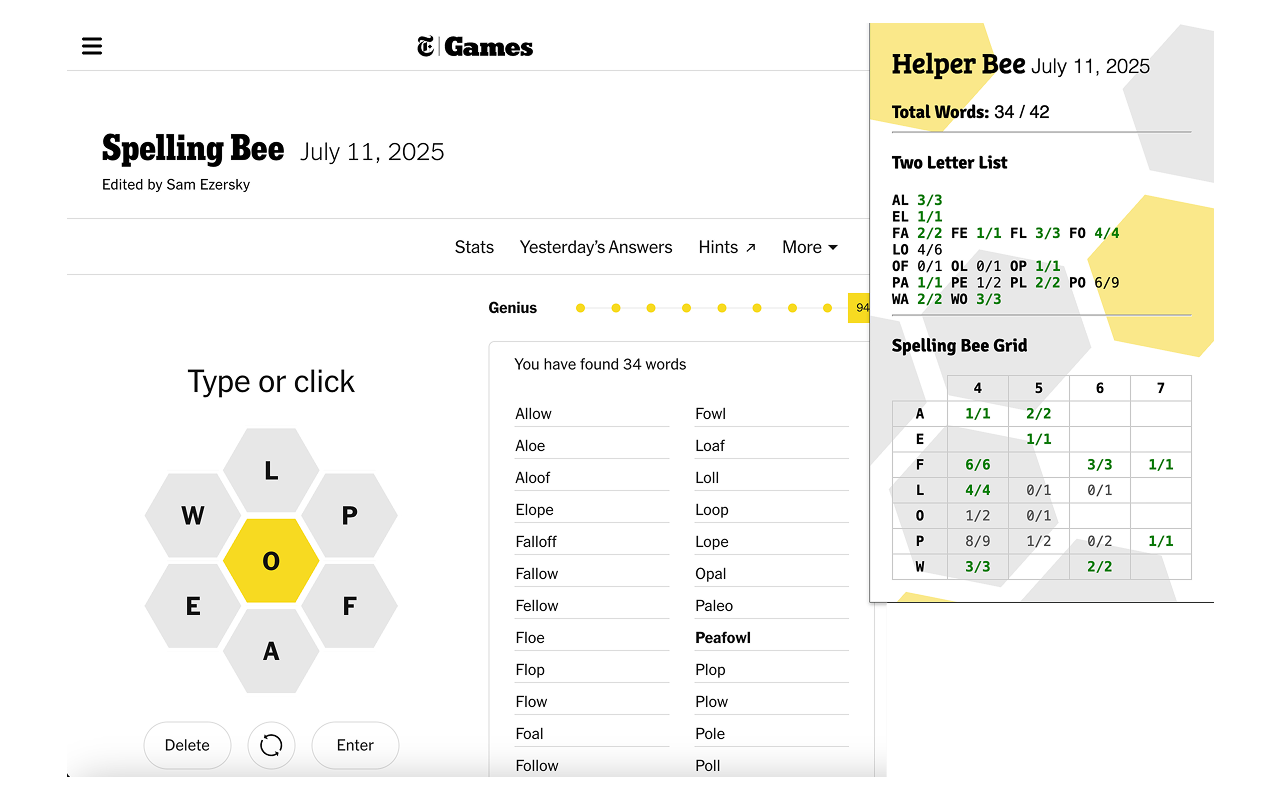 Games
Spelling Bee July 11, 2025
Edited by Sam Ezersky
Stats Yesterday's Answers Hints ↗ More
Genius
94
You have found 34 words
Type or click
L
W
P
O
E
F
A
Delete
Enter
Allow
Aloe
Aloof
Elope
Falloff
Fallow
Fellow
Floe
Flop
Flow
Foal
Follow
Fowl
Loaf
Loll
Loop
Lope
Opal
Paleo
Peafowl
Plop
Plow
Pole
Poll
Helper Bee July 11, 2025
Total Words: 34 / 42
Two Letter List
AL 3/3
EL 1/1
FA 2/2 FE 1/1 FL 3/3 FO 4/4
LO 4/6
OF 0/1 OL 0/1 OP 1/1
PA 1/1 PE 1/2 PL 2/2 PO 6/9
WA 2/2 WO 3/3
Spelling Bee Grid
4 5 6 7
A 1/1 2/2
E 1/1
F 6/6 3/3 1/1
L 4/4 0/1 0/1
O 1/2 0/1
P 8/9 1/2 0/2 1/1
W 3/3 2/2